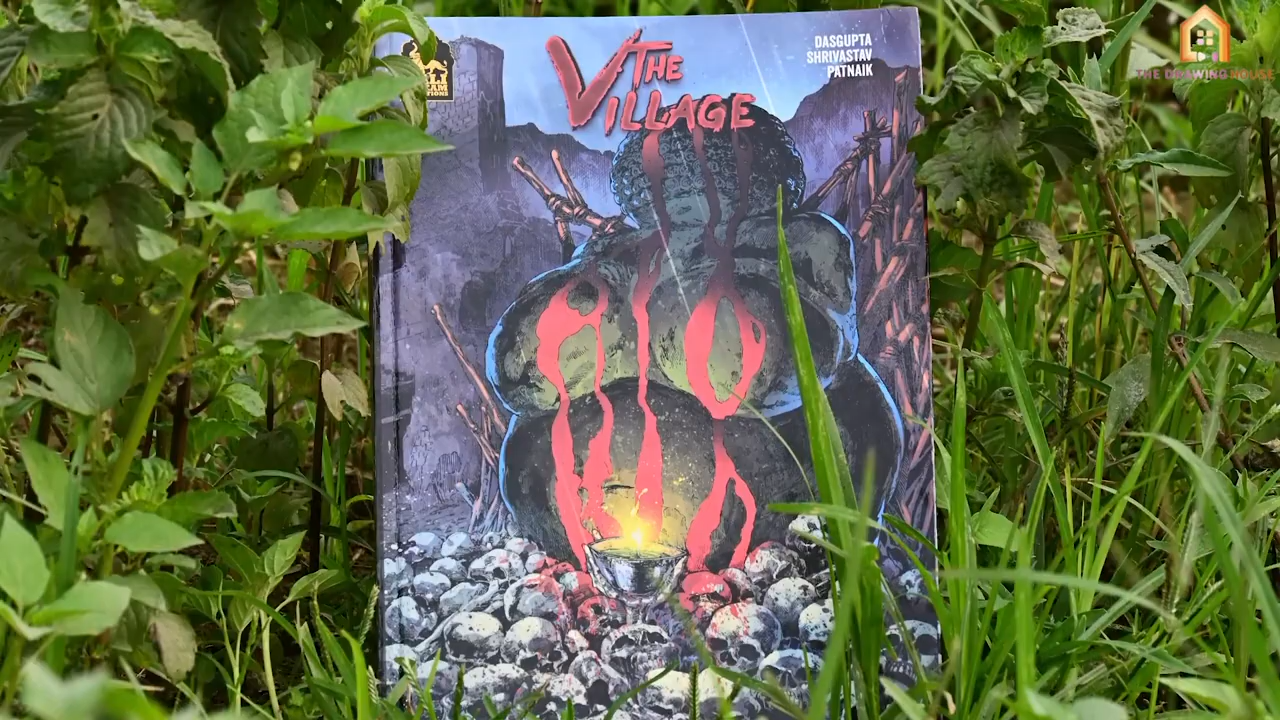 THE
VILLAGE
DASGUPTA
SHRIVASTAV
PATNAIK
THE DRAWING HOUSE